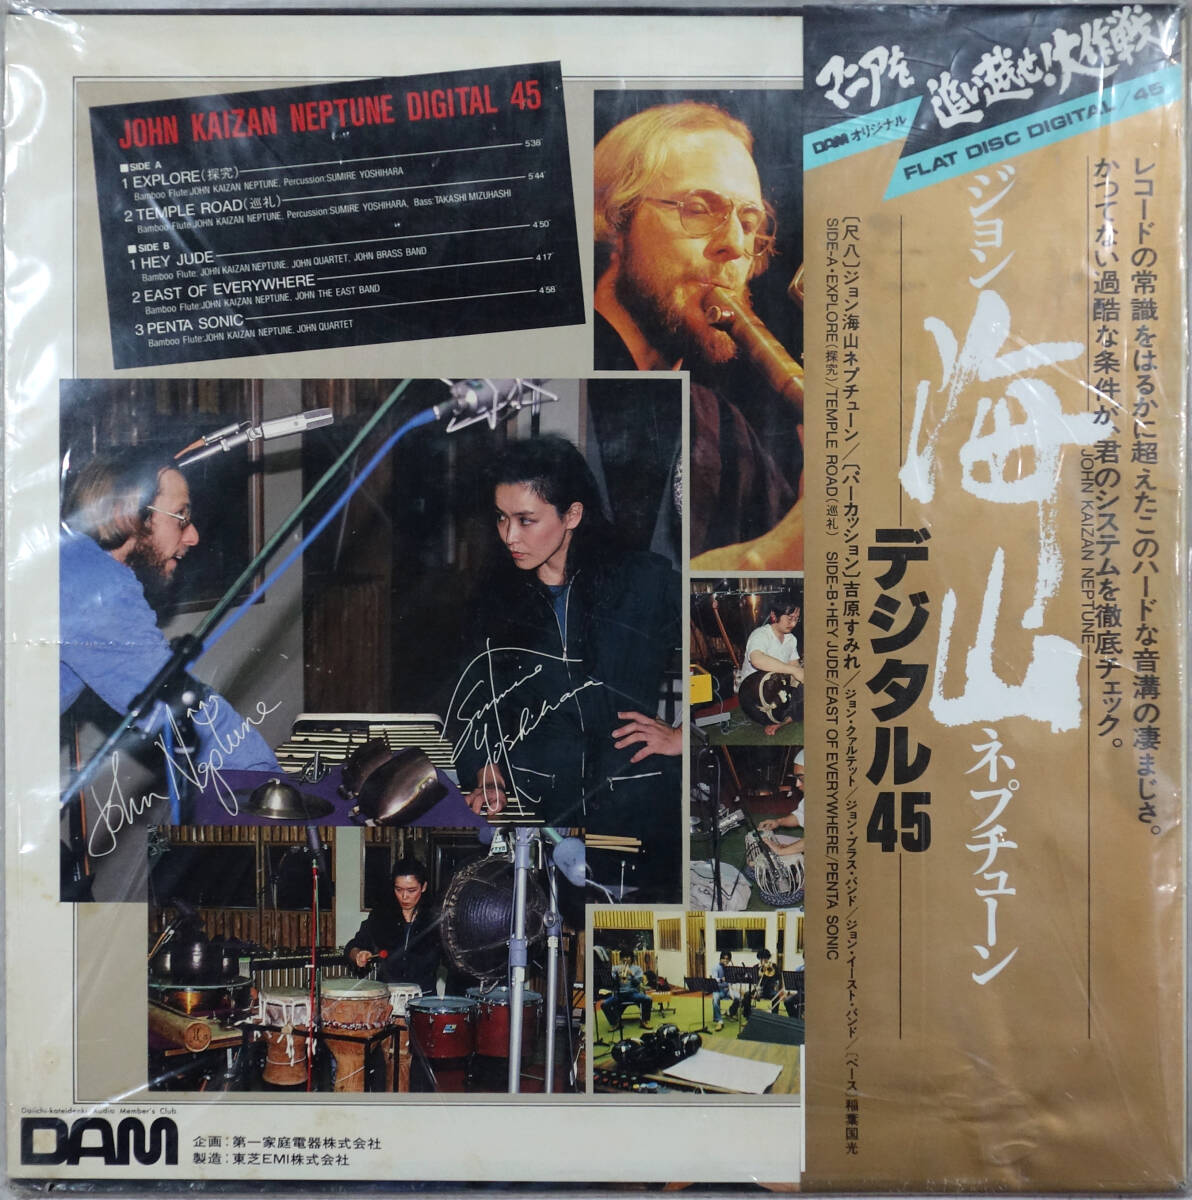 JOHN KAIZAN NEPTUNE DIGITAL 45
■SIDE A
1 EXPLORE(探究) 5'38"
Bamboo Flute:JOHN KAIZAN NEPTUNE, Percussion:SUMIRE YOSHIHARA
2 TEMPLE ROAD(巡礼) 5'44"
Bamboo Flute:JOHN KAIZAN NEPTUNE, Percussion:SUMIRE YOSHIHARA, Bass:TAKASHI MIZUHASHI
■SIDE B
1 HEY JUDE 4'50"
Bamboo Flute:JOHN KAIZAN NEPTUNE, JOHN QUARTET, JOHN BRASS BAND
2 EAST OF EVERYWHERE 4'17"
Bamboo Flute:JOHN KAIZAN NEPTUNE, JOHN THE EAST BAND
3 PENTA SONIC 4'58"
Bamboo Flute:JOHN KAIZAN NEPTUNE, JOHN QUARTET
John Neptune
Sumire Yoshihara
Daiichi-kateidenki Audio Member's Club
DAM
企画:第一家庭電器株式会社
製造:東芝EMI株式会社
マニアを追い越せ!大作戦
DAMオリジナル
FLAT DISC DIGITAL/45
レコードの常識をはるかに超えたこのハードな音溝の凄まじさ。
かつてない過酷な条件が、君のシステムを徹底チェック。
JOHN KAIZAN NEPTUNE
ジョン海山ネプチューン
デジタル45
〔尺八〕ジョン海山ネプチューン/〔パーカッション〕吉原すみれ/ジョン・クァルテット/ジョン・ブラス・バンド/ジョン・イースト・バンド/〔ベース〕稲葉国光
SIDE-A・EXPLORE(探究)/TEMPLE ROAD(巡礼) SIDE-B・HEY JUDE/EAST OF EVERYWHERE/PENTA SONIC